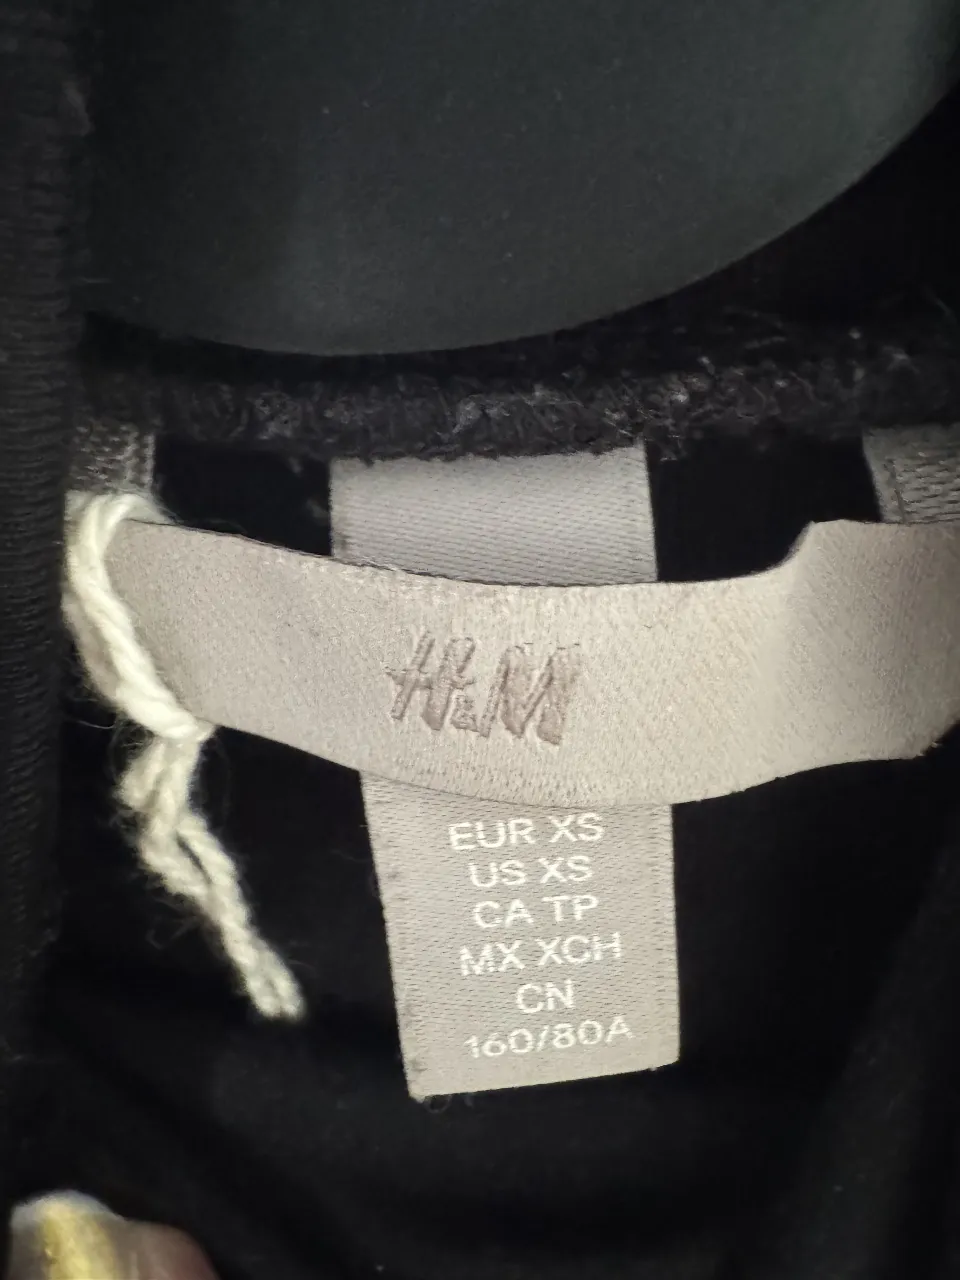 H&M
EUR XS
US XS
CA TP
MX XCH
CN
160/80A